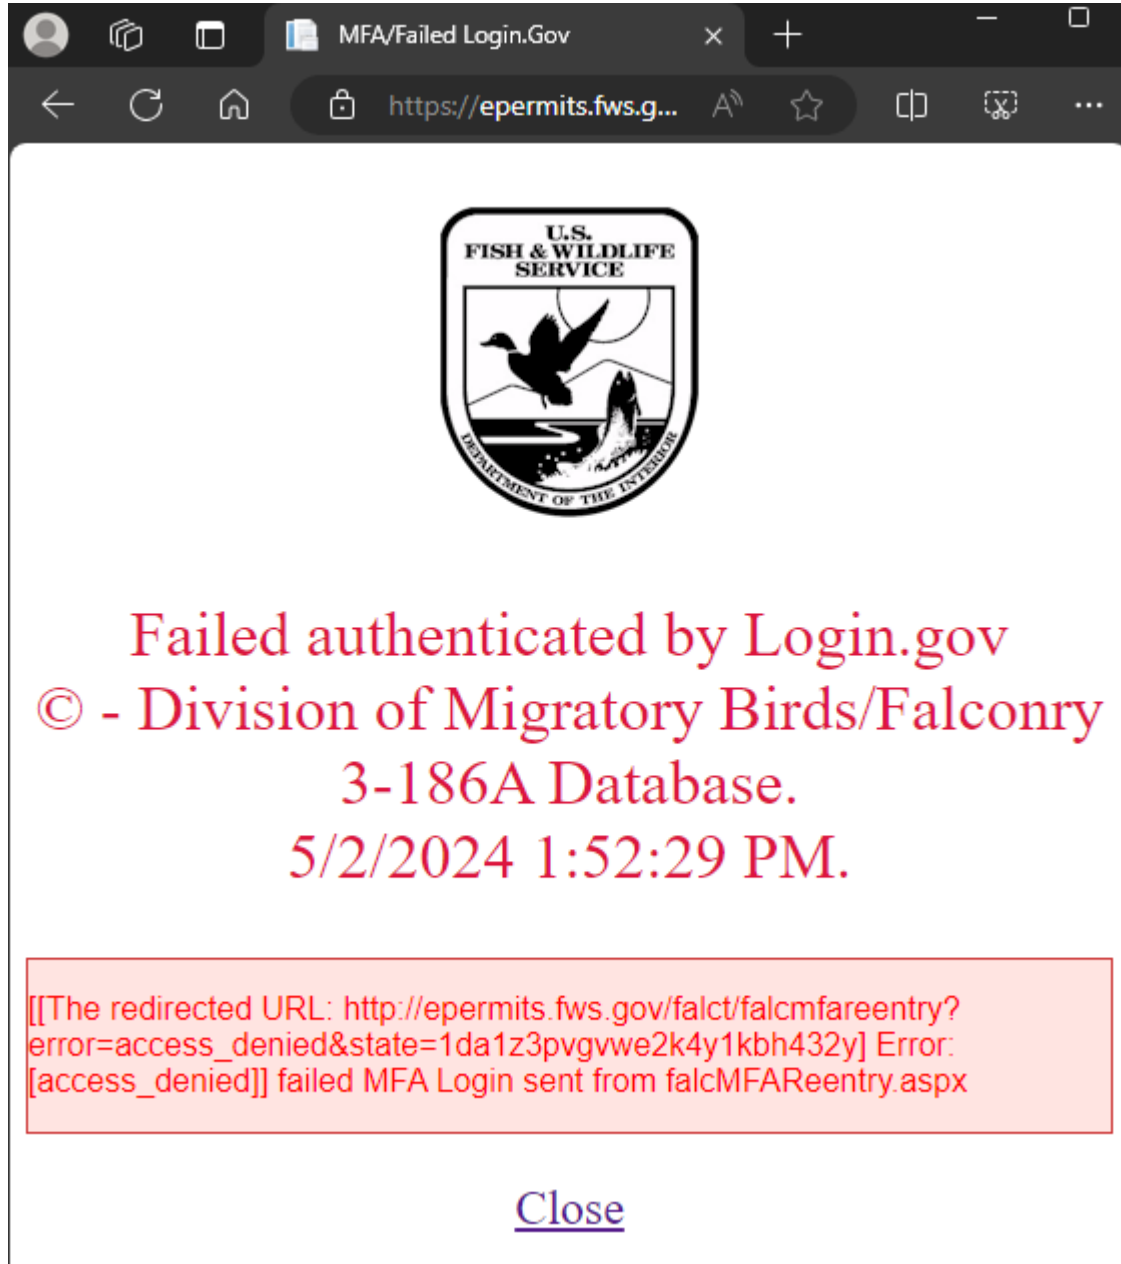 MFA/Failed Login.Gov
https://epermits.fws.g...
U.S.
FISH & WILDLIFE
SERVICE
DEPARTMENT OF THE INTERIOR
Failed authenticated by Login.gov
© - Division of Migratory Birds/Falconry
3-186A Database.
5/2/2024 1:52:29 PM.
[[The redirected URL: http://epermits.fws.gov/falct/falcmfareentry?
error=access_denied&state=1da1z3pvgvwe2k4y1kbh432y] Error:
[access_denied]] failed MFA Login sent from falcMFAReentry.aspx
Close